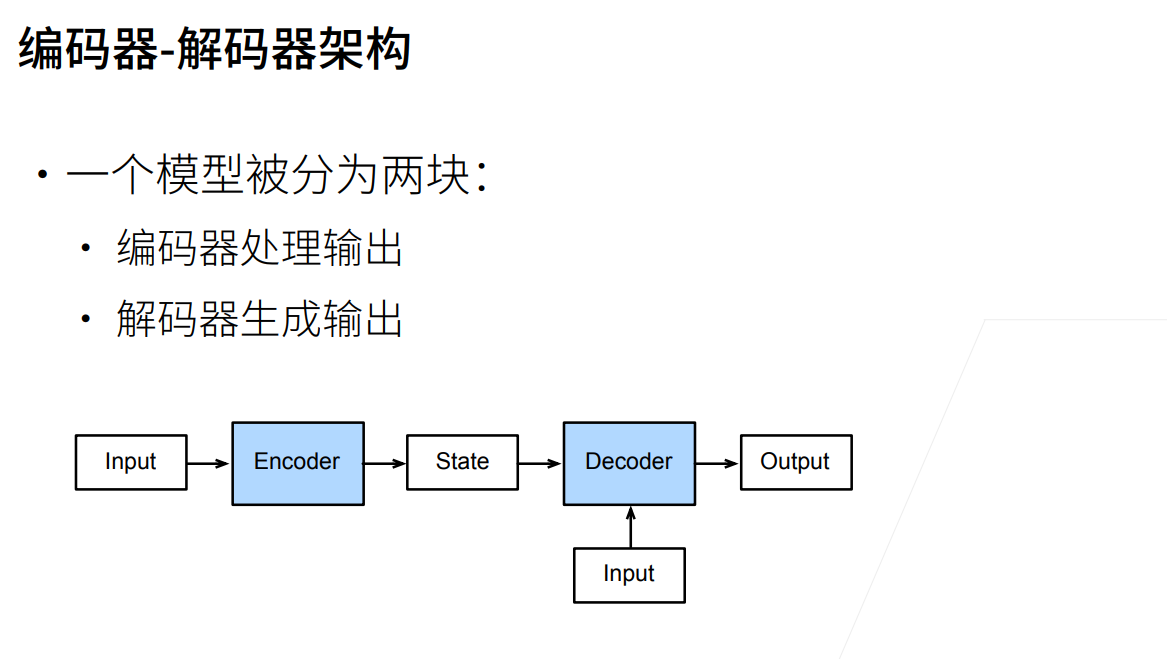 编码器-解码器架构
• 一个模型被分为两块：
• 编码器处理输出
• 解码器生成输出
Input
Encoder
State
Decoder
Output
Input